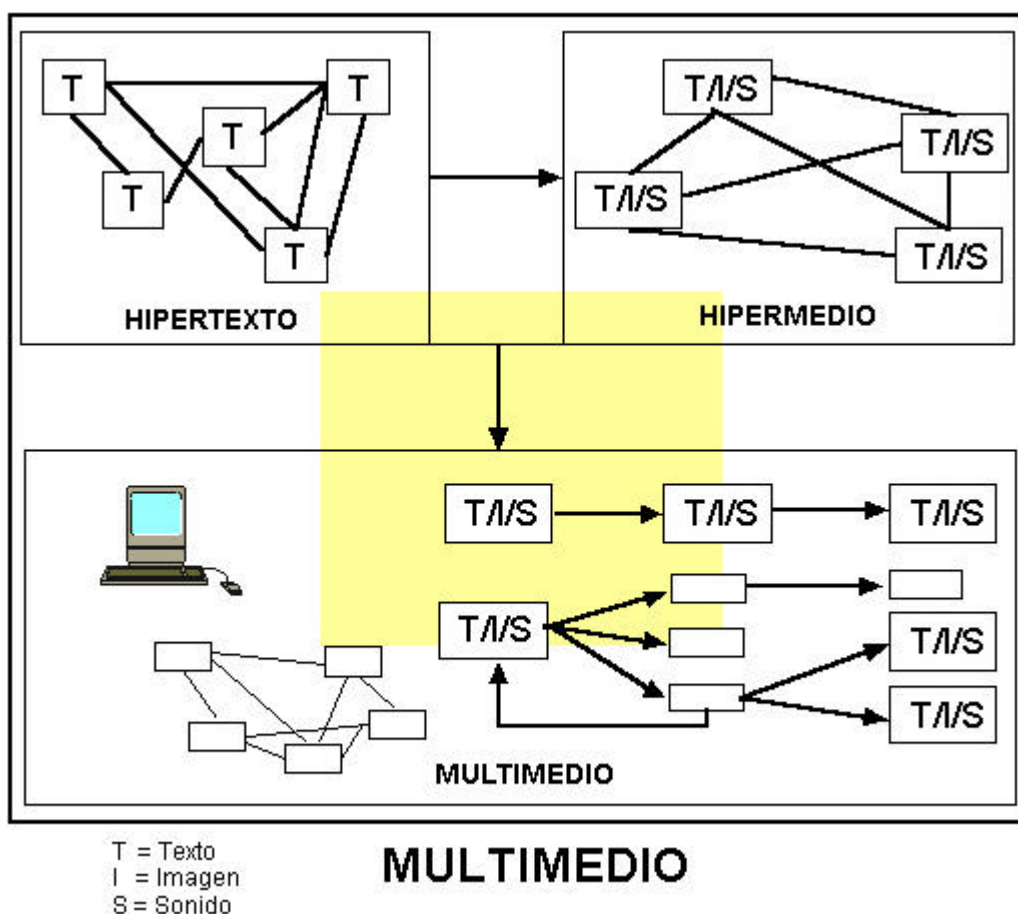 T
T
T
T
T
HIPERTEXTO
T/I/S
T/I/S
T/I/S
T/I/S
HIPERMEDIO
T/I/S
T/I/S
T/I/S
T/I/S
T/I/S
T/I/S
MULTIMEDIO
T = Texto
I = Imagen
S = Sonido
MULTIMEDIO